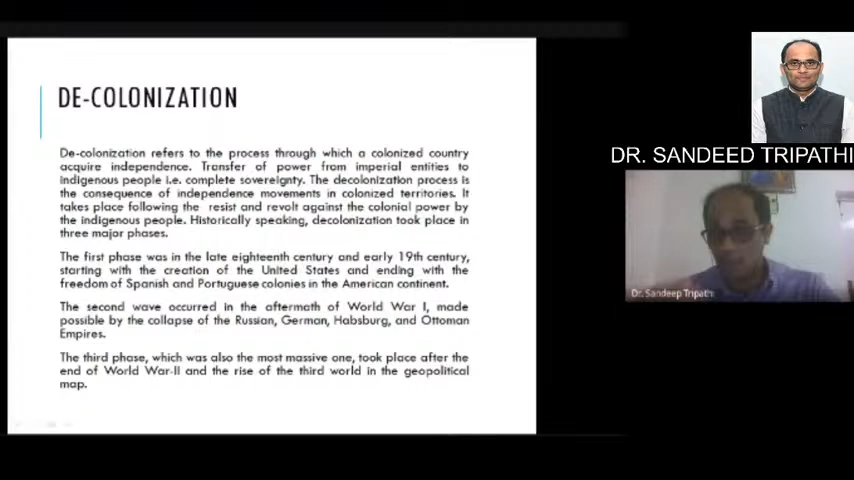 DE-COLONIZATION
De-colonization refers to the process through which a colonized country
acquire independence. Transfer of power from imperial entities to
indigenous people i.e. complete sovereignty. The decolonization process is
the consequence of independence movements in colonized territories. It
takes place following the resist and revolt against the colonial power by
the indigenous people. Historically speaking, decolonization took place in
three major phases.
The first phase was in the late eighteenth century and early 19th century,
starting with the creation of the United States and ending with the
freedom of Spanish and Portuguese colonies in the American continent.
The second wave occurred in the aftermath of World War I, made
possible by the collapse of the Russian, German, Habsburg, and Ottoman
Empires.
The third phase, which was also the most massive one, took place after the
end of World War-II and the rise of the third world in the geopolitical
map.
DR. SANDEED TRIPATHI
Dr. Sandeep Tripathi